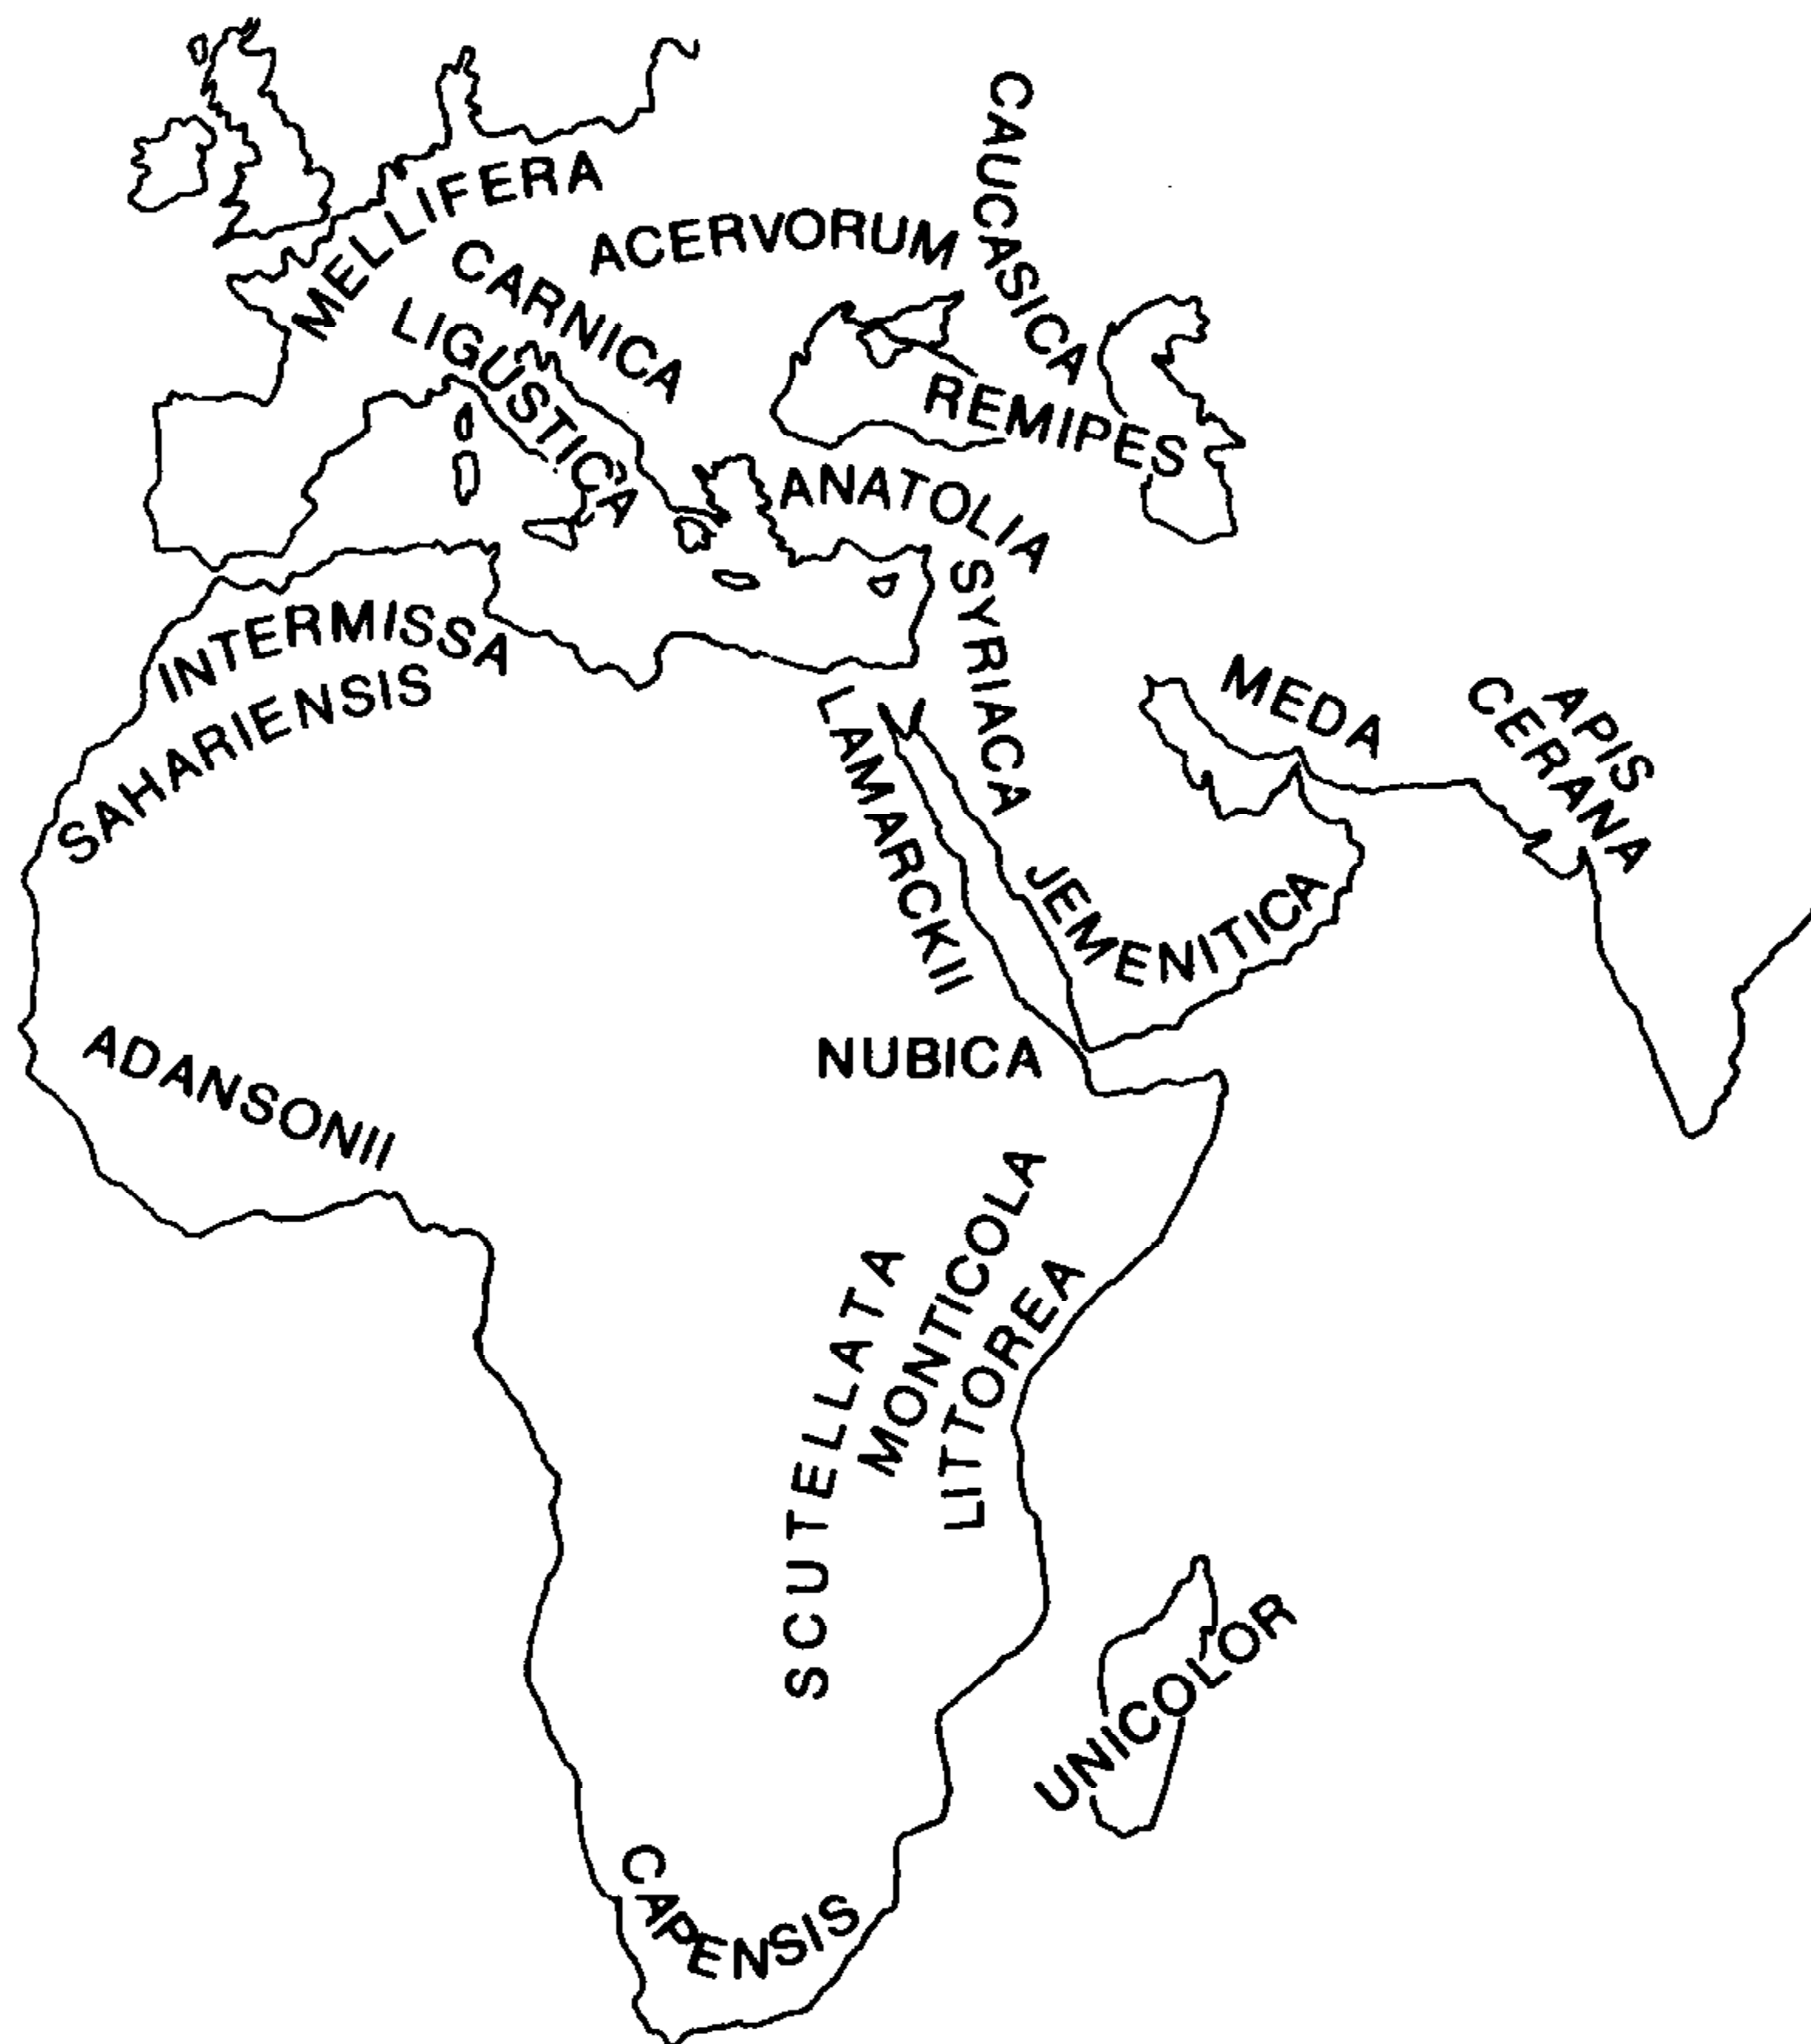 CAUCASICA
MELLIFERA
ACERVORUM
CARNICA
LIGUSTICA
REMIPES
ANATOLIA
SYRIACA
INTERMISSA
SAHARIENSIS
LAMARCKII
MEDA
APIS
CERANA
JEMENITICA
NUBICA
ADANSONII
MONTICOLA
SCUTELLATA
LITTOREA
UNICOLOR
CAPENSIS